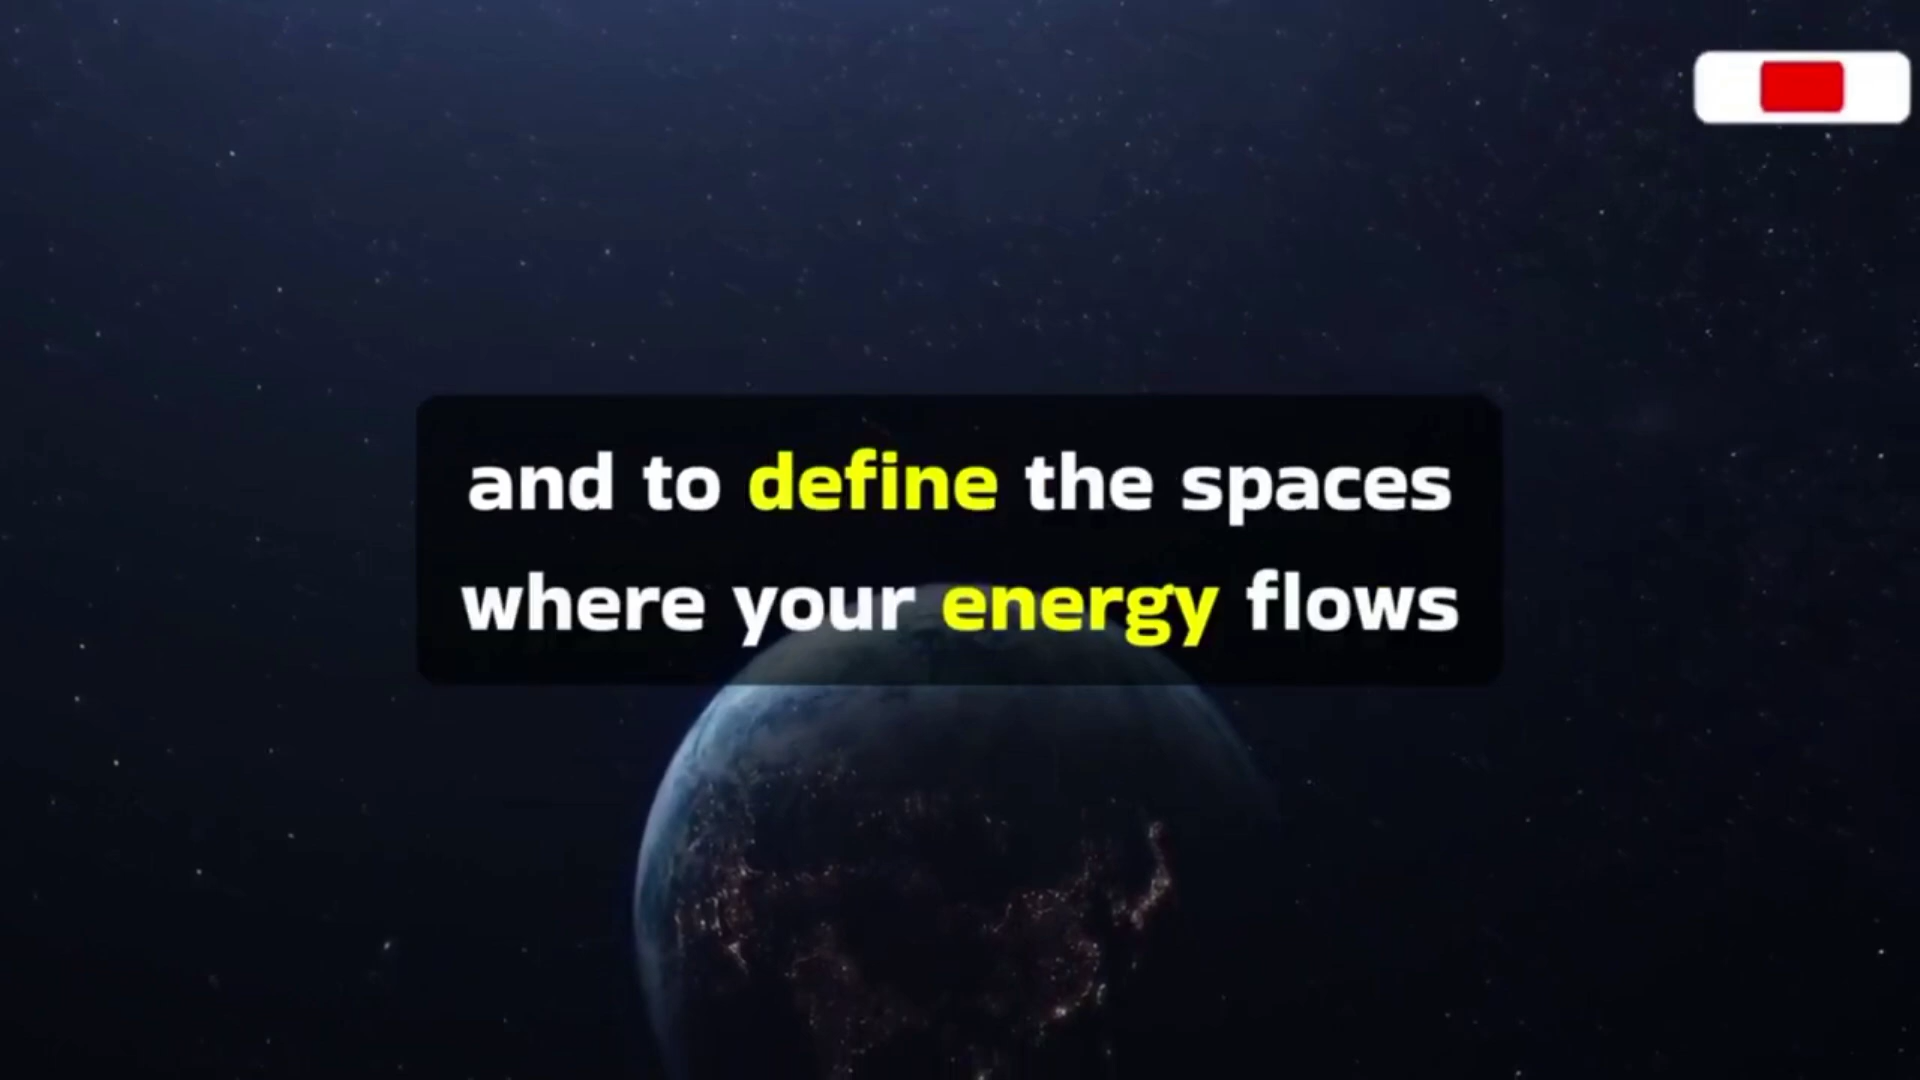 and to define the spaces
where your energy flows